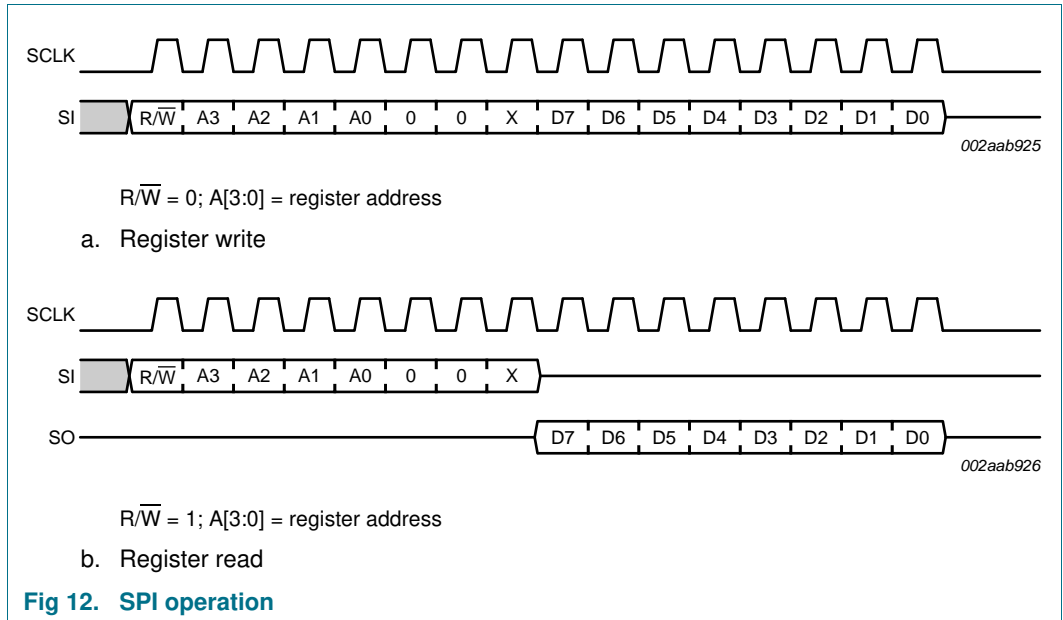 SCLK
SI R/W̅ A3 A2 A1 A0 0 0 X D7 D6 D5 D4 D3 D2 D1 D0
002aab925
R/W̅ = 0; A[3:0] = register address
a. Register write
SCLK
SI R/W̅ A3 A2 A1 A0 0 0 X
SO D7 D6 D5 D4 D3 D2 D1 D0
002aab926
R/W̅ = 1; A[3:0] = register address
b. Register read
Fig 12. SPI operation